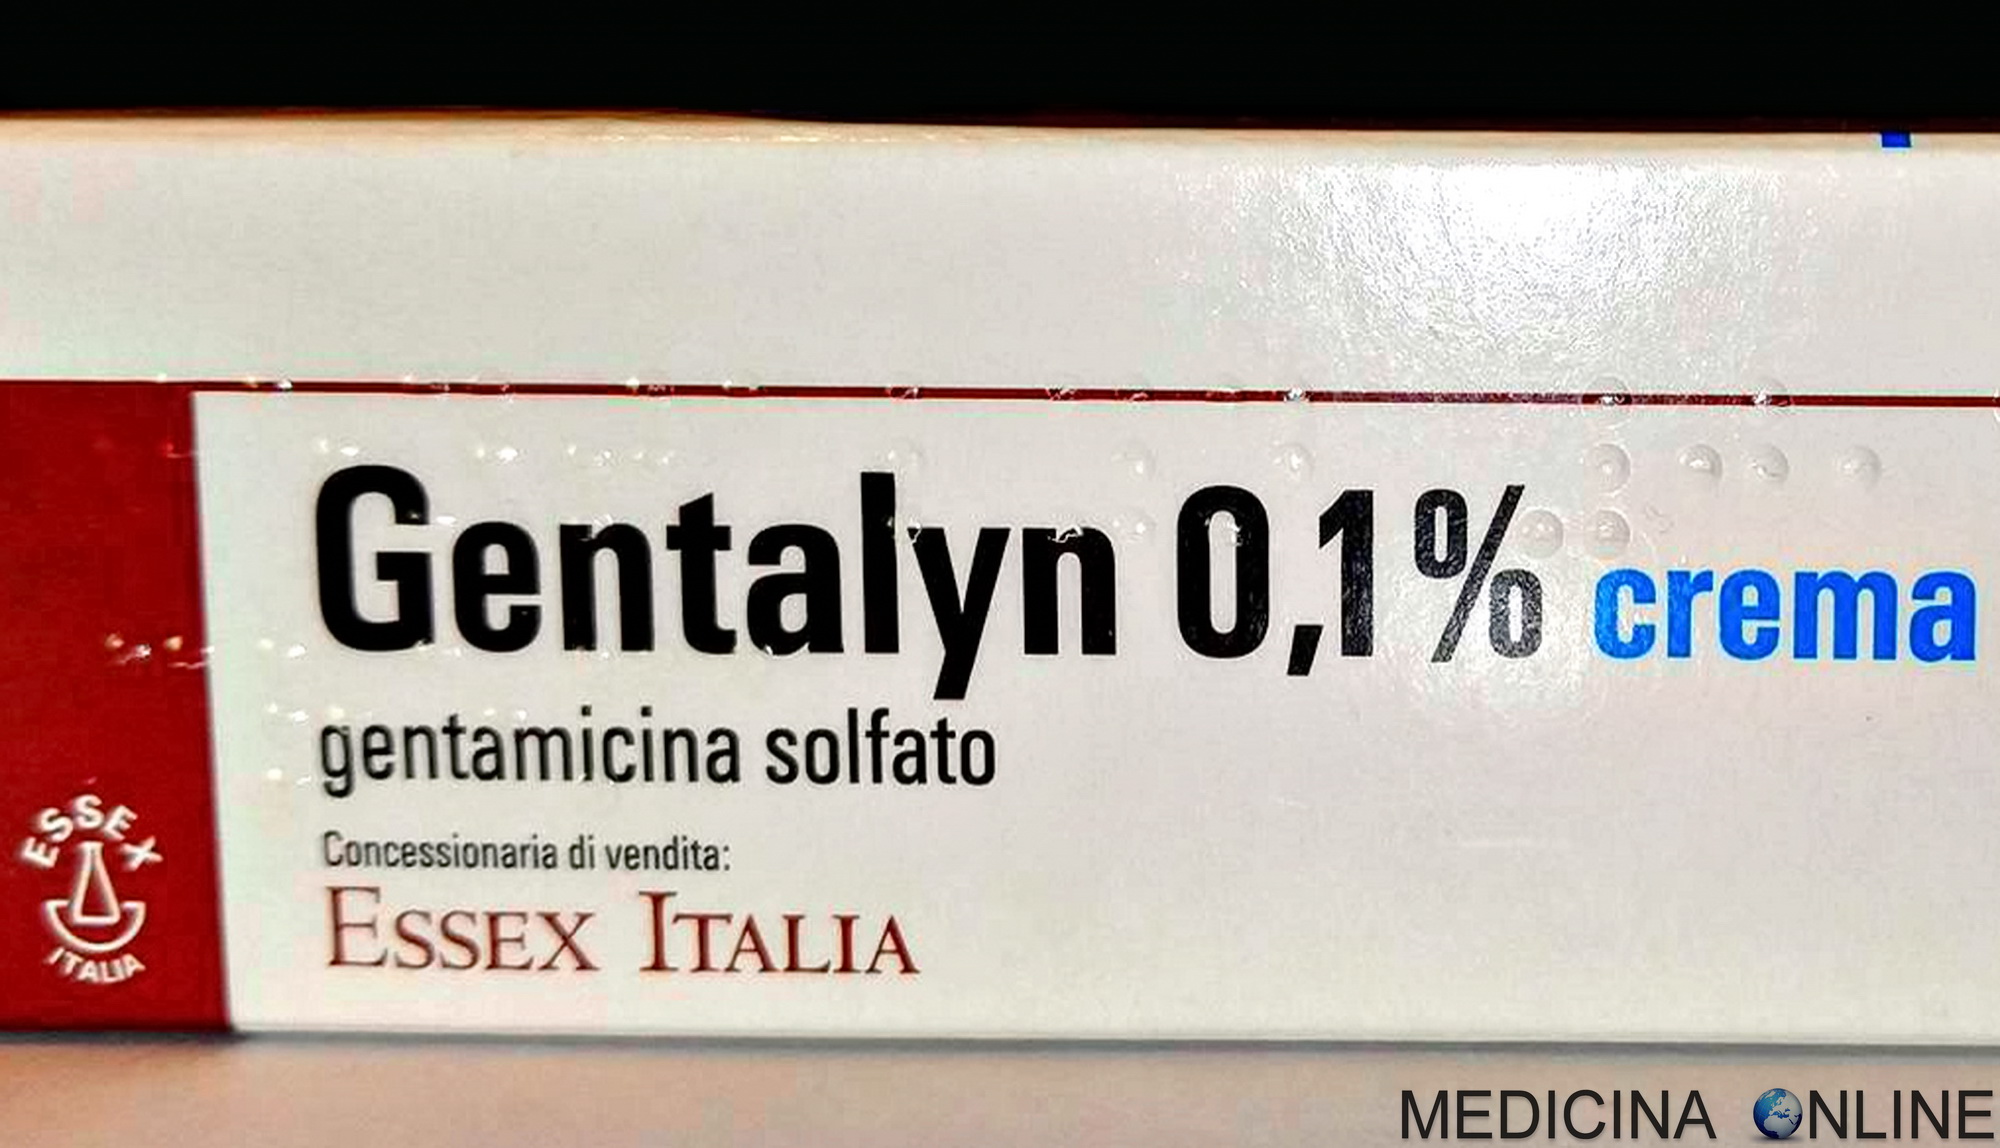 Gentalyn 0,1% crema
gentamicina solfato
Concessionaria di vendita:
ESSEX ITALIA
ESSEX
ITALIA
MEDICINA ONLINE